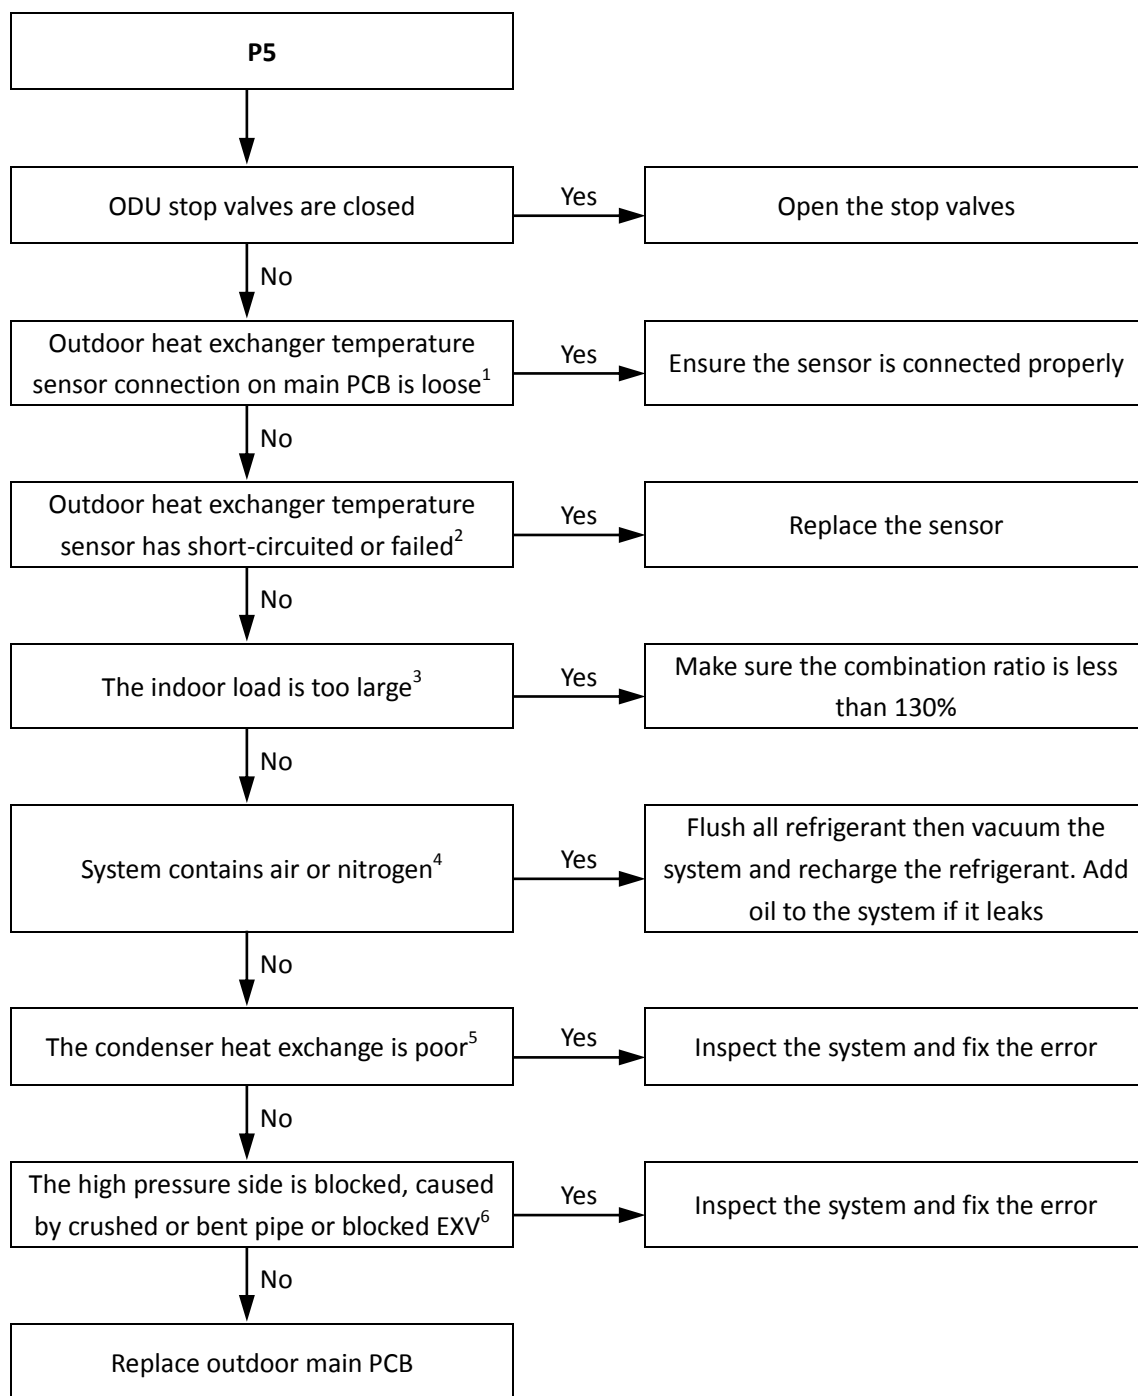 P5
ODU stop valves are closed
Yes
Open the stop valves
No
Outdoor heat exchanger temperature
sensor connection on main PCB is loose1
Yes
Ensure the sensor is connected properly
No
Outdoor heat exchanger temperature
sensor has short-circuited or failed2
Yes
Replace the sensor
No
The indoor load is too large3
Yes
Make sure the combination ratio is less
than 130%
No
System contains air or nitrogen4
Yes
Flush all refrigerant then vacuum the
system and recharge the refrigerant. Add
oil to the system if it leaks
No
The condenser heat exchange is poor5
Yes
Inspect the system and fix the error
No
The high pressure side is blocked, caused
by crushed or bent pipe or blocked EXV6
Yes
Inspect the system and fix the error
No
Replace outdoor main PCB